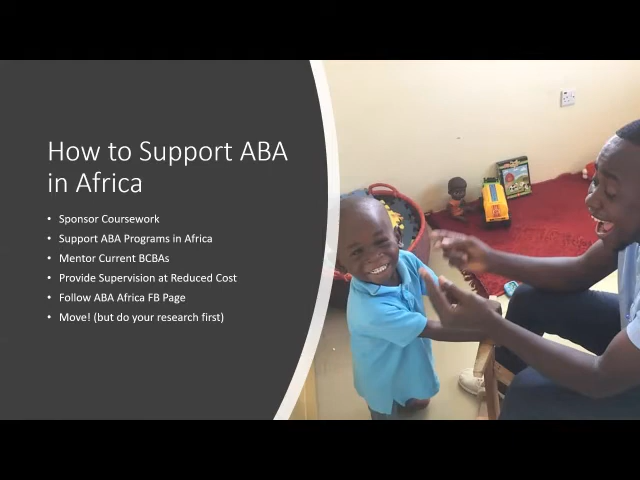 How to Support ABA
in Africa
• Sponsor Coursework
• Support ABA Programs in Africa
• Mentor Current BCBAs
• Provide Supervision at Reduced Cost
• Follow ABA Africa FB Page
• Move! (but do your research first)